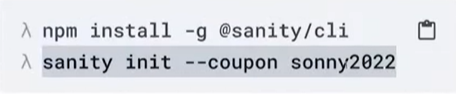 λ npm install -g @sanity/cli
λ sanity init --coupon sonny2022